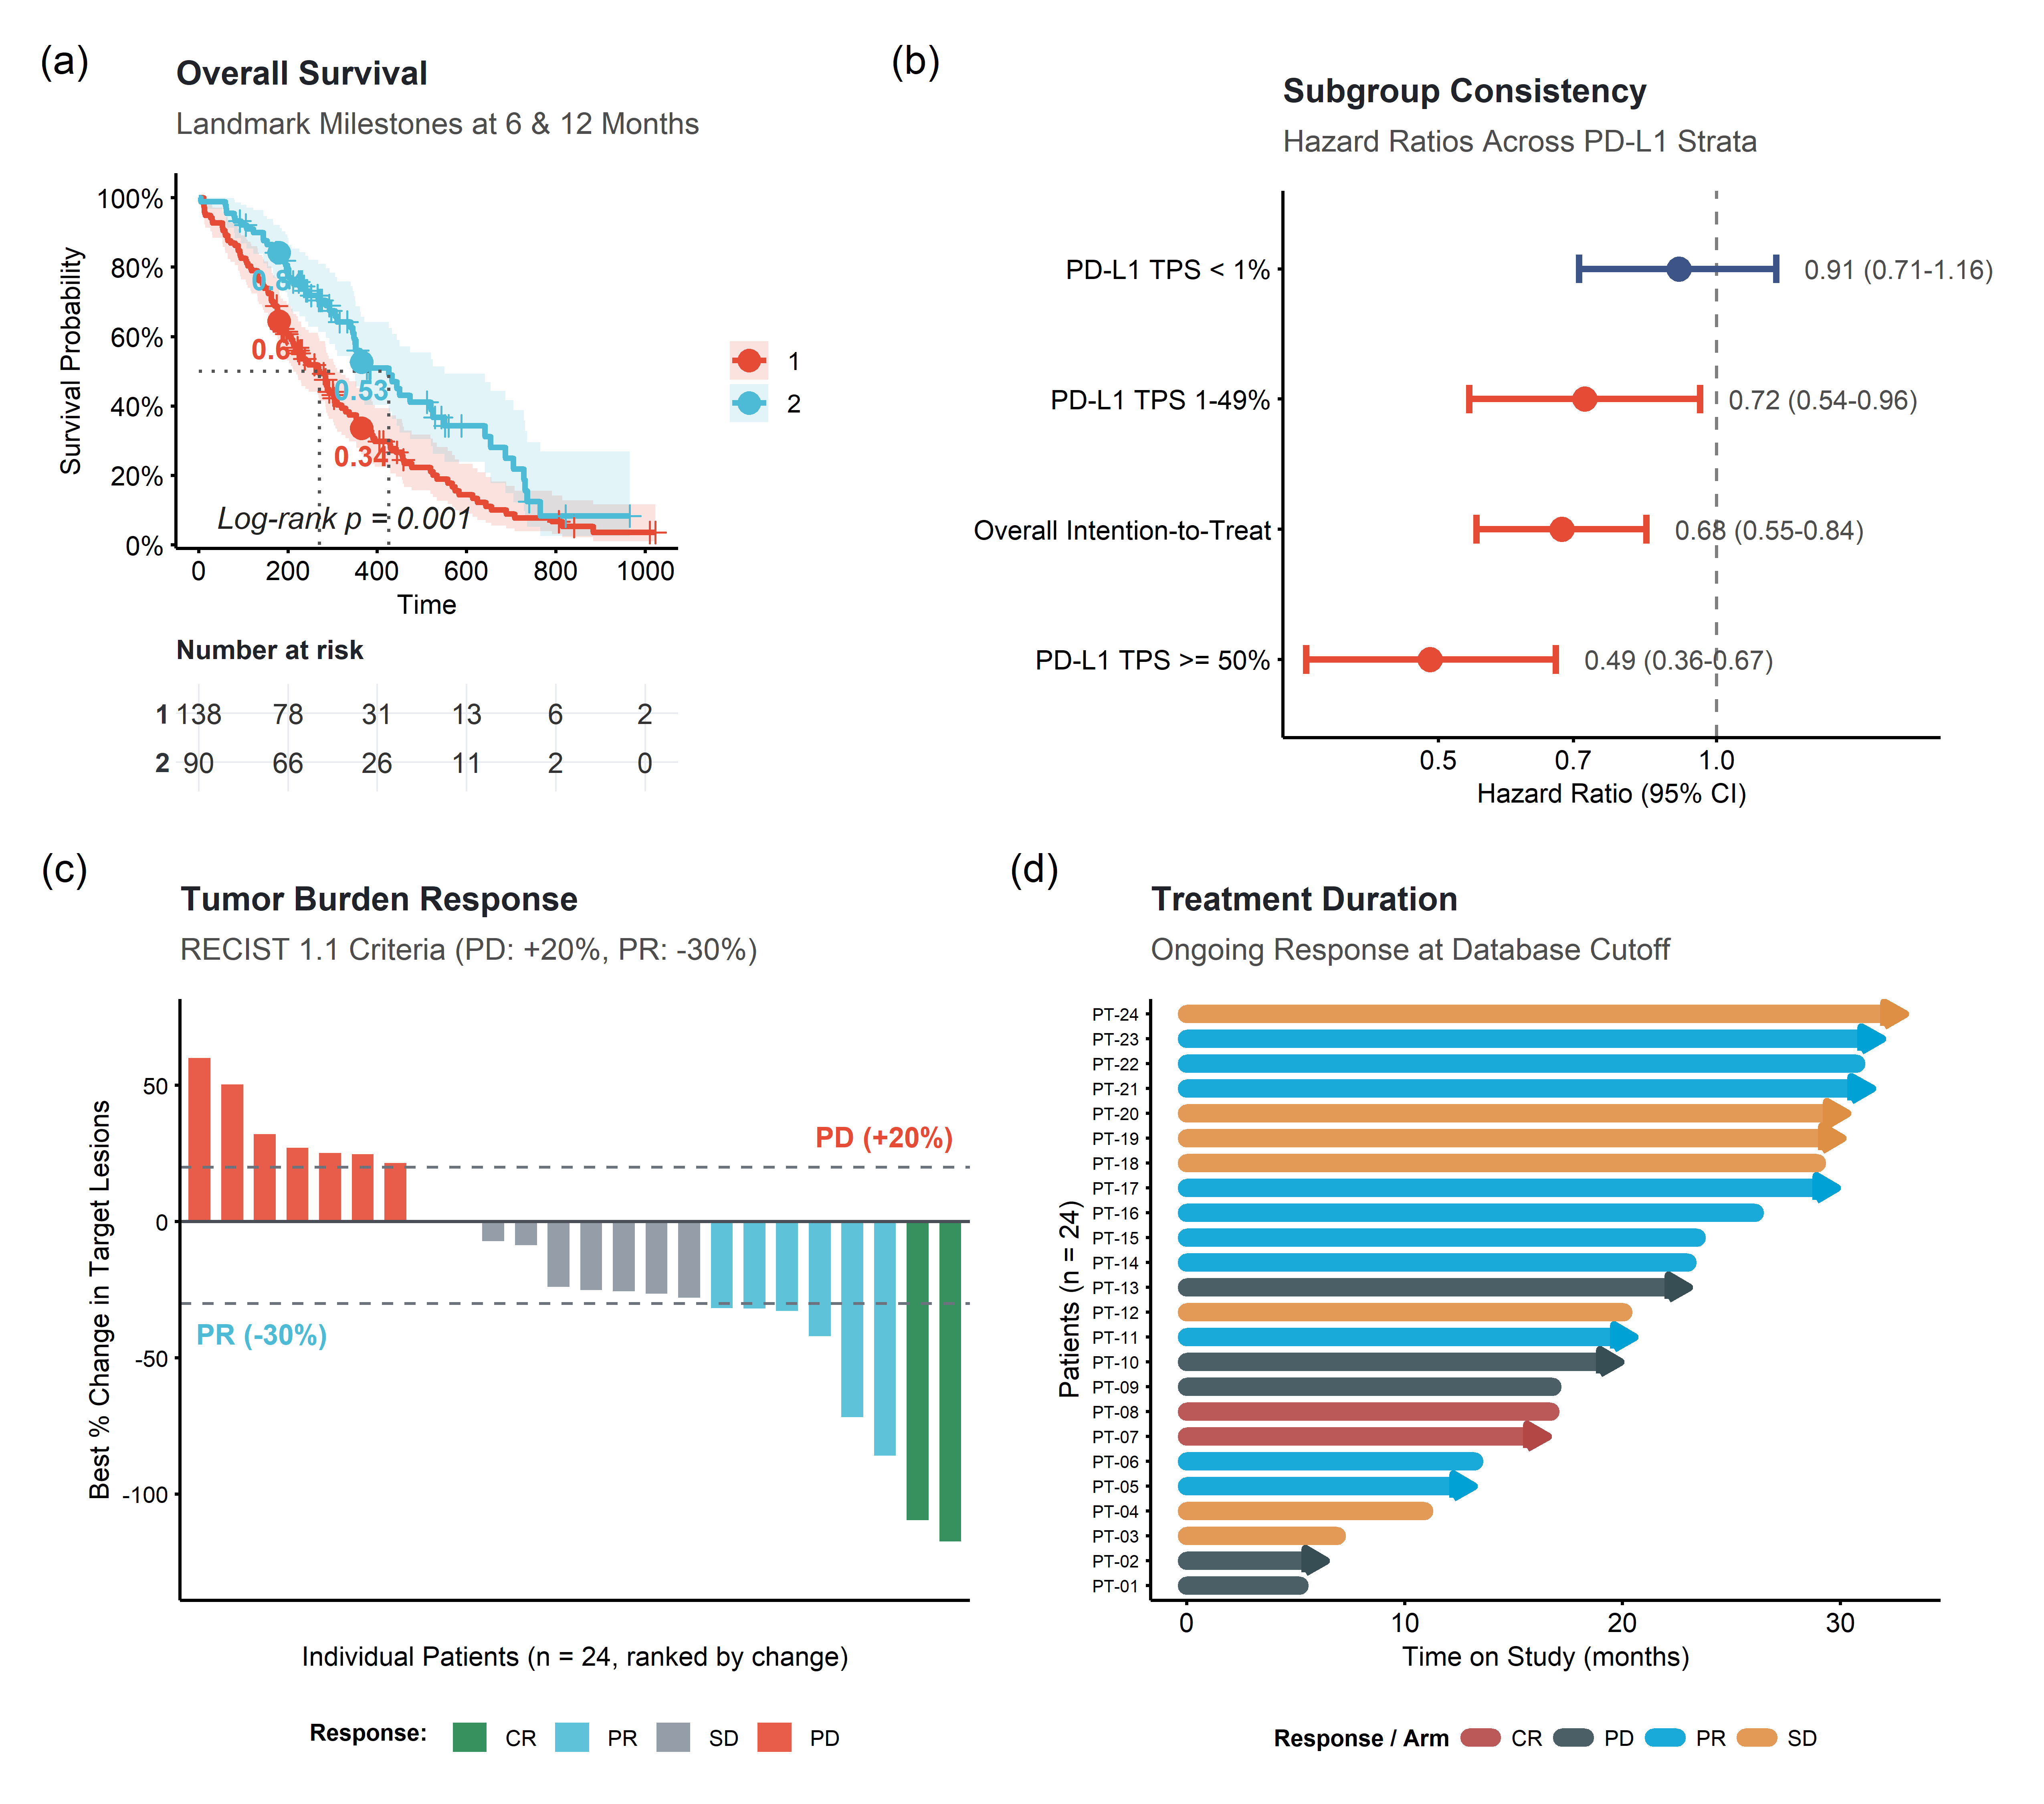 (a)
Overall Survival
Landmark Milestones at 6 & 12 Months
Survival Probability
100%
80%
60%
40%
20%
0%
0.53
0.34
Log-rank p = 0.001
0 200 400 600 800 1000
Time
1
2
Number at risk
1 138 78 31 13 6 2
2 90 66 26 11 2 0
(b)
Subgroup Consistency
Hazard Ratios Across PD-L1 Strata
PD-L1 TPS < 1% 0.91 (0.71-1.16)
PD-L1 TPS 1-49% 0.72 (0.54-0.96)
Overall Intention-to-Treat 0.68 (0.55-0.84)
PD-L1 TPS >= 50% 0.49 (0.36-0.67)
0.5 0.7 1.0
Hazard Ratio (95% CI)
(c)
Tumor Burden Response
RECIST 1.1 Criteria (PD: +20%, PR: -30%)
Best % Change in Target Lesions
50
0
-50
-100
PD (+20%)
PR (-30%)
Individual Patients (n = 24, ranked by change)
Response: CR PR SD PD
(d)
Treatment Duration
Ongoing Response at Database Cutoff
Patients (n = 24)
PT-24
PT-23
PT-22
PT-21
PT-20
PT-19
PT-18
PT-17
PT-16
PT-15
PT-14
PT-13
PT-12
PT-11
PT-10
PT-09
PT-08
PT-07
PT-06
PT-05
PT-04
PT-03
PT-02
PT-01
0 10 20 30
Time on Study (months)
Response / Arm CR PD PR SD